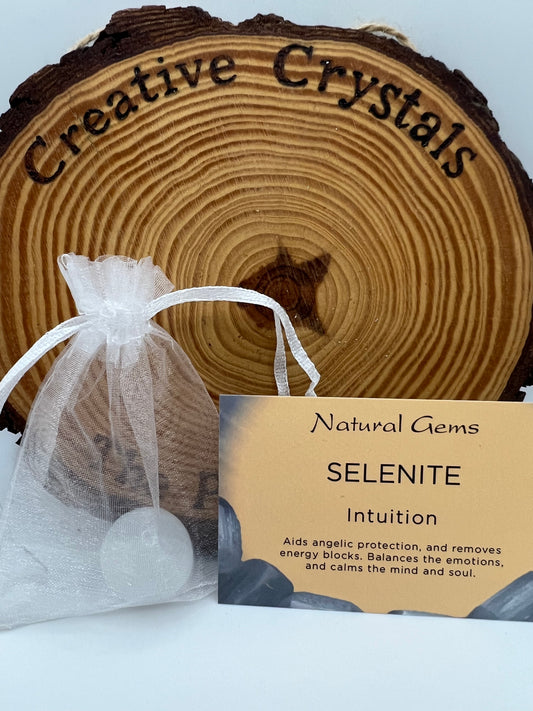 Creative Crystals
Natural Gems
SELENITE
Intuition
Aids angelic protection, and removes
energy blocks. Balances the emotions,
and calms the mind and soul.